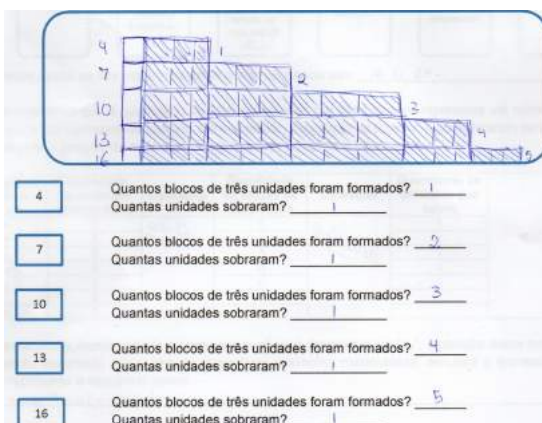 4 1
7 2
10 3
13 4
16 5
4
Quantos blocos de três unidades foram formados? 1
Quantas unidades sobraram? 1
7
Quantos blocos de três unidades foram formados? 2
Quantas unidades sobraram? 1
10
Quantos blocos de três unidades foram formados? 3
Quantas unidades sobraram? 1
13
Quantos blocos de três unidades foram formados? 4
Quantas unidades sobraram? 1
16
Quantos blocos de três unidades foram formados? 5
Quantas unidades sobraram? 1